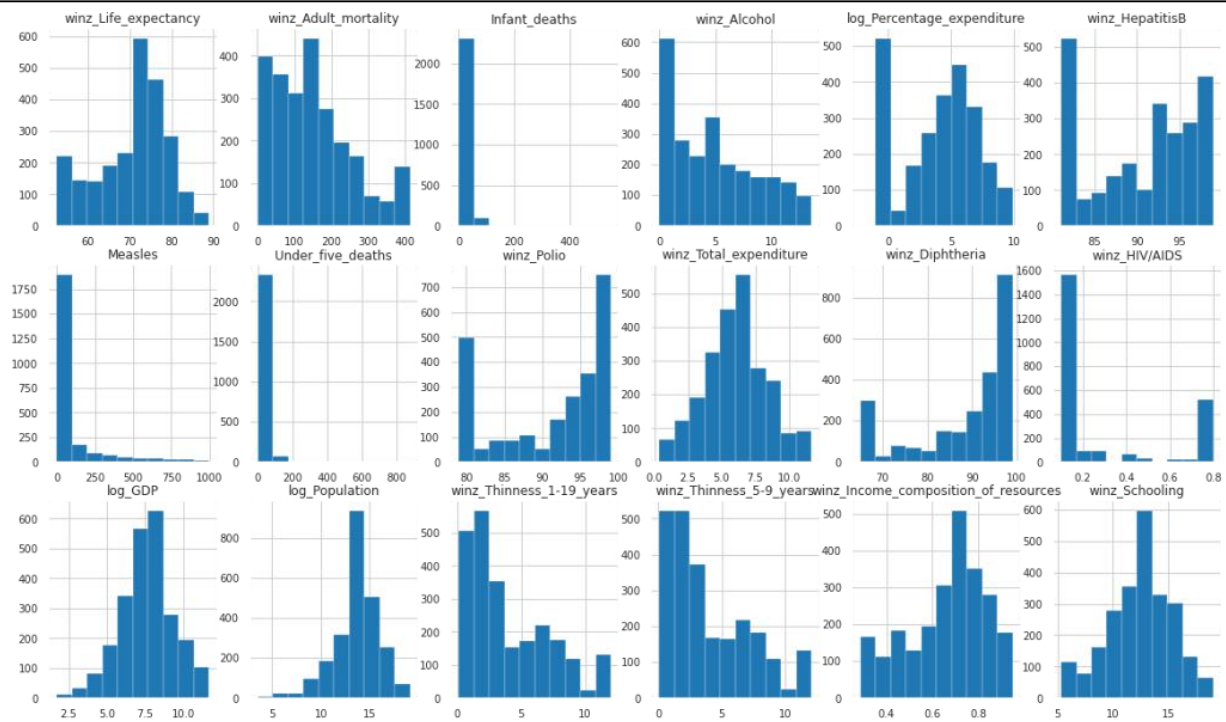 winz_Life_expectancy winz_Adult_mortality Infant_deaths winz_Alcohol log_Percentage_expenditure winz_HepatitisB
600 500 400 300 200 100 0
60 70 80 90
400 300 200 100 0
0 100 200 300 400
2000 1500 1000 500 0
0 200 400
600 500 400 300 200 100 0
0 5 10
500 400 300 200 100 0
0 5 10
500 400 300 200 100 0
85 90 95
Measles Under_five_deaths winz_Polio winz_Total_expenditure winz_Diphtheria winz_HIV/AIDS
1750 1500 1250 1000 750 500 250 0
0 250 500 750 1000
2000 1500 1000 500 0
0 200 400 600 800
700 600 500 400 300 200 100 0
80 85 90 95 100
500 400 300 200 100 0
0.0 2.5 5.0 7.5 10.0
800 600 400 200 0
70 80 90 100
1600 1400 1200 1000 800 600 400 200 0
0.2 0.4 0.6 0.8
log_GDP log_Population winz_Thinness_1-19_years winz_Thinness_5-9_years winz_Income_composition_of_resources winz_Schooling
600 500 400 300 200 100 0
2.5 5.0 7.5 10.0
800 600 400 200 0
5 10 15
500 400 300 200 100 0
0 5 10
500 400 300 200 100 0
0 5 10
500 400 300 200 100 0
0.4 0.6 0.8
600 500 400 300 200 100 0
5 10 15